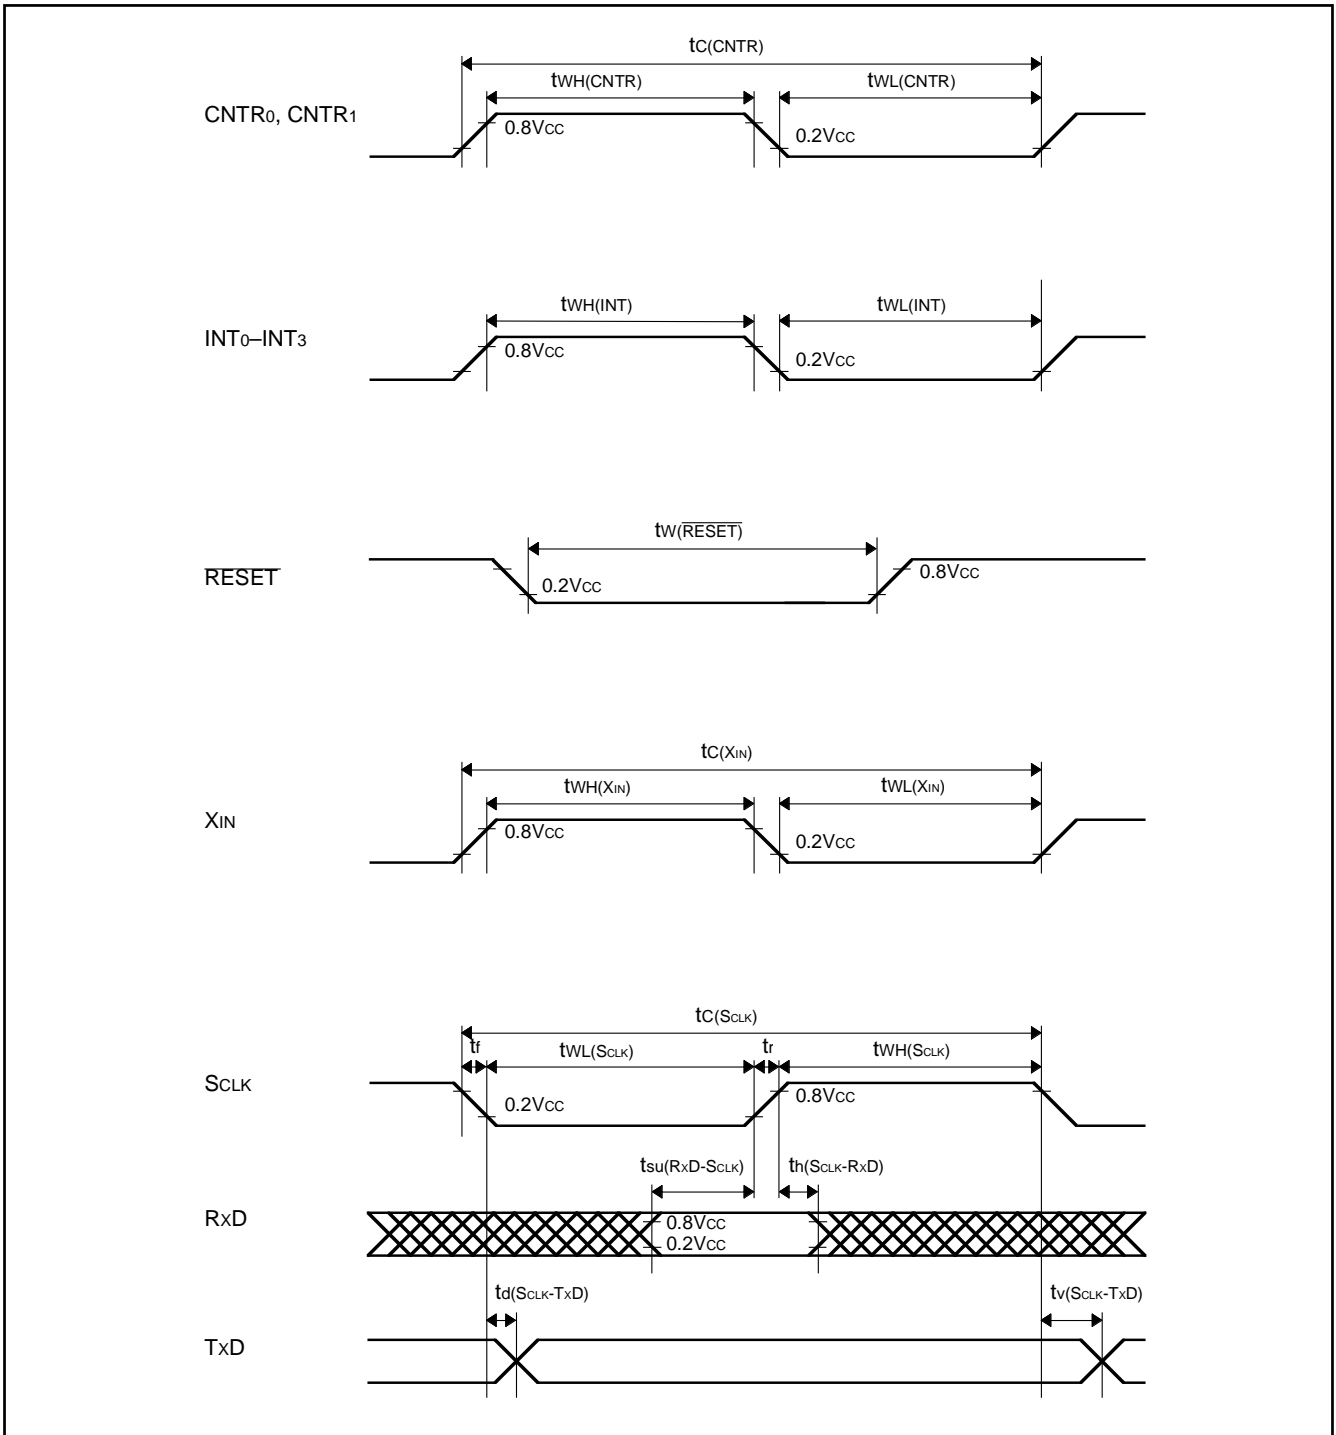 tC(CNTR)
tWH(CNTR) tWL(CNTR)
CNTR0, CNTR1
0.8VCC
0.2VCC
tWH(INT) tWL(INT)
INT0–INT3
0.8VCC
0.2VCC
tW(RESET)
RESET
0.2VCC
0.8VCC
tC(XIN)
tWH(XIN) tWL(XIN)
XIN
0.8VCC
0.2VCC
tC(SCLK)
tf tWL(SCLK) tr tWH(SCLK)
SCLK
0.2VCC
0.8VCC
tsu(RxD-SCLK) th(SCLK-RxD)
RxD
0.8VCC
0.2VCC
td(SCLK-TxD) tv(SCLK-TxD)
TxD